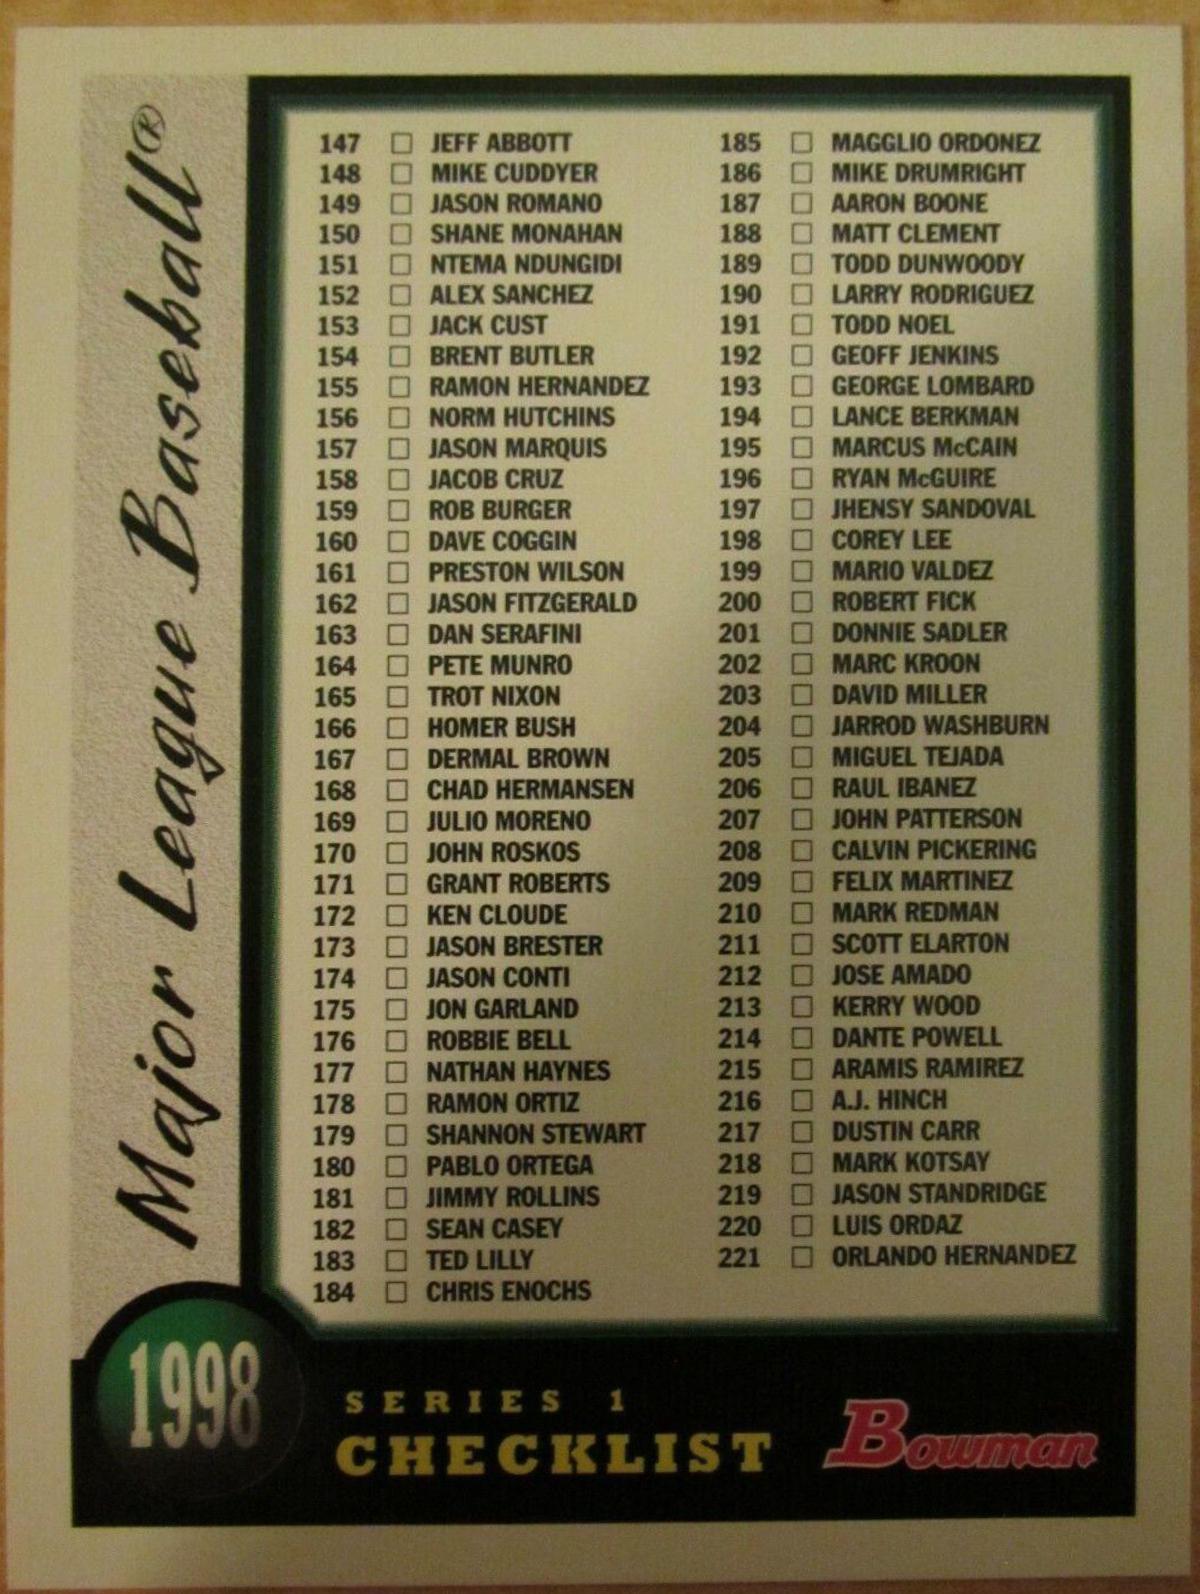 Major League Baseball®
147 □ JEFF ABBOTT
148 □ MIKE CUDDYER
149 □ JASON ROMANO
150 □ SHANE MONAHAN
151 □ NTEMA NDUNGIDI
152 □ ALEX SANCHEZ
153 □ JACK CUST
154 □ BRENT BUTLER
155 □ RAMON HERNANDEZ
156 □ NORM HUTCHINS
157 □ JASON MARQUIS
158 □ JACOB CRUZ
159 □ ROB BURGER
160 □ DAVE COGGIN
161 □ PRESTON WILSON
162 □ JASON FITZGERALD
163 □ DAN SERAFINI
164 □ PETE MUNRO
165 □ TROT NIXON
166 □ HOMER BUSH
167 □ DERMAL BROWN
168 □ CHAD HERMANSEN
169 □ JULIO MORENO
170 □ JOHN ROSKOS
171 □ GRANT ROBERTS
172 □ KEN CLOUDE
173 □ JASON BRESTER
174 □ JASON CONTI
175 □ JON GARLAND
176 □ ROBBIE BELL
177 □ NATHAN HAYNES
178 □ RAMON ORTIZ
179 □ SHANNON STEWART
180 □ PABLO ORTEGA
181 □ JIMMY ROLLINS
182 □ SEAN CASEY
183 □ TED LILLY
184 □ CHRIS ENOCHS
185 □ MAGGLIO ORDONEZ
186 □ MIKE DRUMRIGHT
187 □ AARON BOONE
188 □ MATT CLEMENT
189 □ TODD DUNWOODY
190 □ LARRY RODRIGUEZ
191 □ TODD NOEL
192 □ GEOFF JENKINS
193 □ GEORGE LOMBARD
194 □ LANCE BERKMAN
195 □ MARCUS McCAIN
196 □ RYAN McGUIRE
197 □ JHENSY SANDOVAL
198 □ COREY LEE
199 □ MARIO VALDEZ
200 □ ROBERT FICK
201 □ DONNIE SADLER
202 □ MARC KROON
203 □ DAVID MILLER
204 □ JARROD WASHBURN
205 □ MIGUEL TEJADA
206 □ RAUL IBANEZ
207 □ JOHN PATTERSON
208 □ CALVIN PICKERING
209 □ FELIX MARTINEZ
210 □ MARK REDMAN
211 □ SCOTT ELARTON
212 □ JOSE AMADO
213 □ KERRY WOOD
214 □ DANTE POWELL
215 □ ARAMIS RAMIREZ
216 □ A.J. HINCH
217 □ DUSTIN CARR
218 □ MARK KOTSAY
219 □ JASON STANDRIDGE
220 □ LUIS ORDAZ
221 □ ORLANDO HERNANDEZ
1998
SERIES 1
CHECKLIST
Bowman